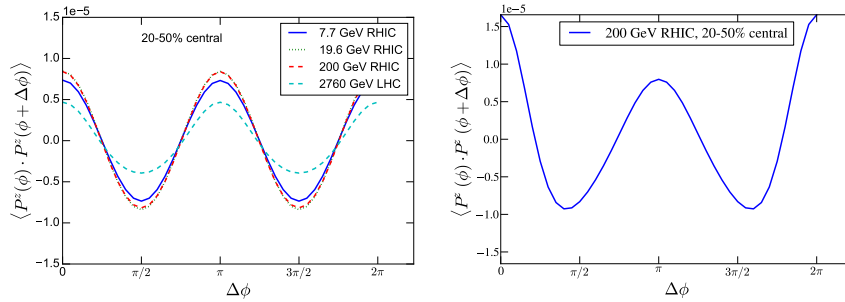 1.5
1e−5
20-50% central
7.7 GeV RHIC
19.6 GeV RHIC
200 GeV RHIC
2760 GeV LHC
1.0
0.5
0.0
−0.5
−1.0
−1.5
⟨P^z(ϕ) · P^z(ϕ + Δϕ)⟩
0
π/2
π
3π/2
2π
Δϕ
1e−5
200 GeV RHIC, 20-50% central
1.5
1.0
0.5
0.0
−0.5
−1.0
−1.5
⟨P^z(ϕ) · P^z(ϕ + Δϕ)⟩
0
π/2
π
3π/2
2π
Δϕ